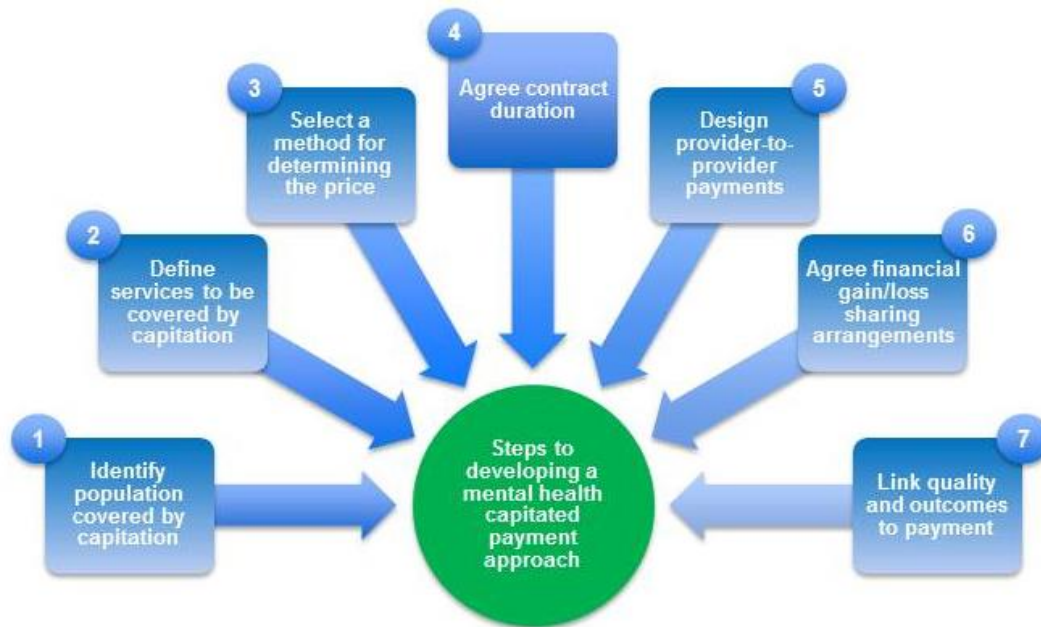 1
Identify
population
covered by
capitation
2
Define
services to be
covered by
capitation
3
Select a
method for
determining
the price
4
Agree contract
duration
5
Design
provider-to-
provider
payments
6
Agree financial
gain/loss
sharing
arrangements
7
Link quality
and outcomes
to payment
Steps to
developing a
mental health
capitated
payment
approach